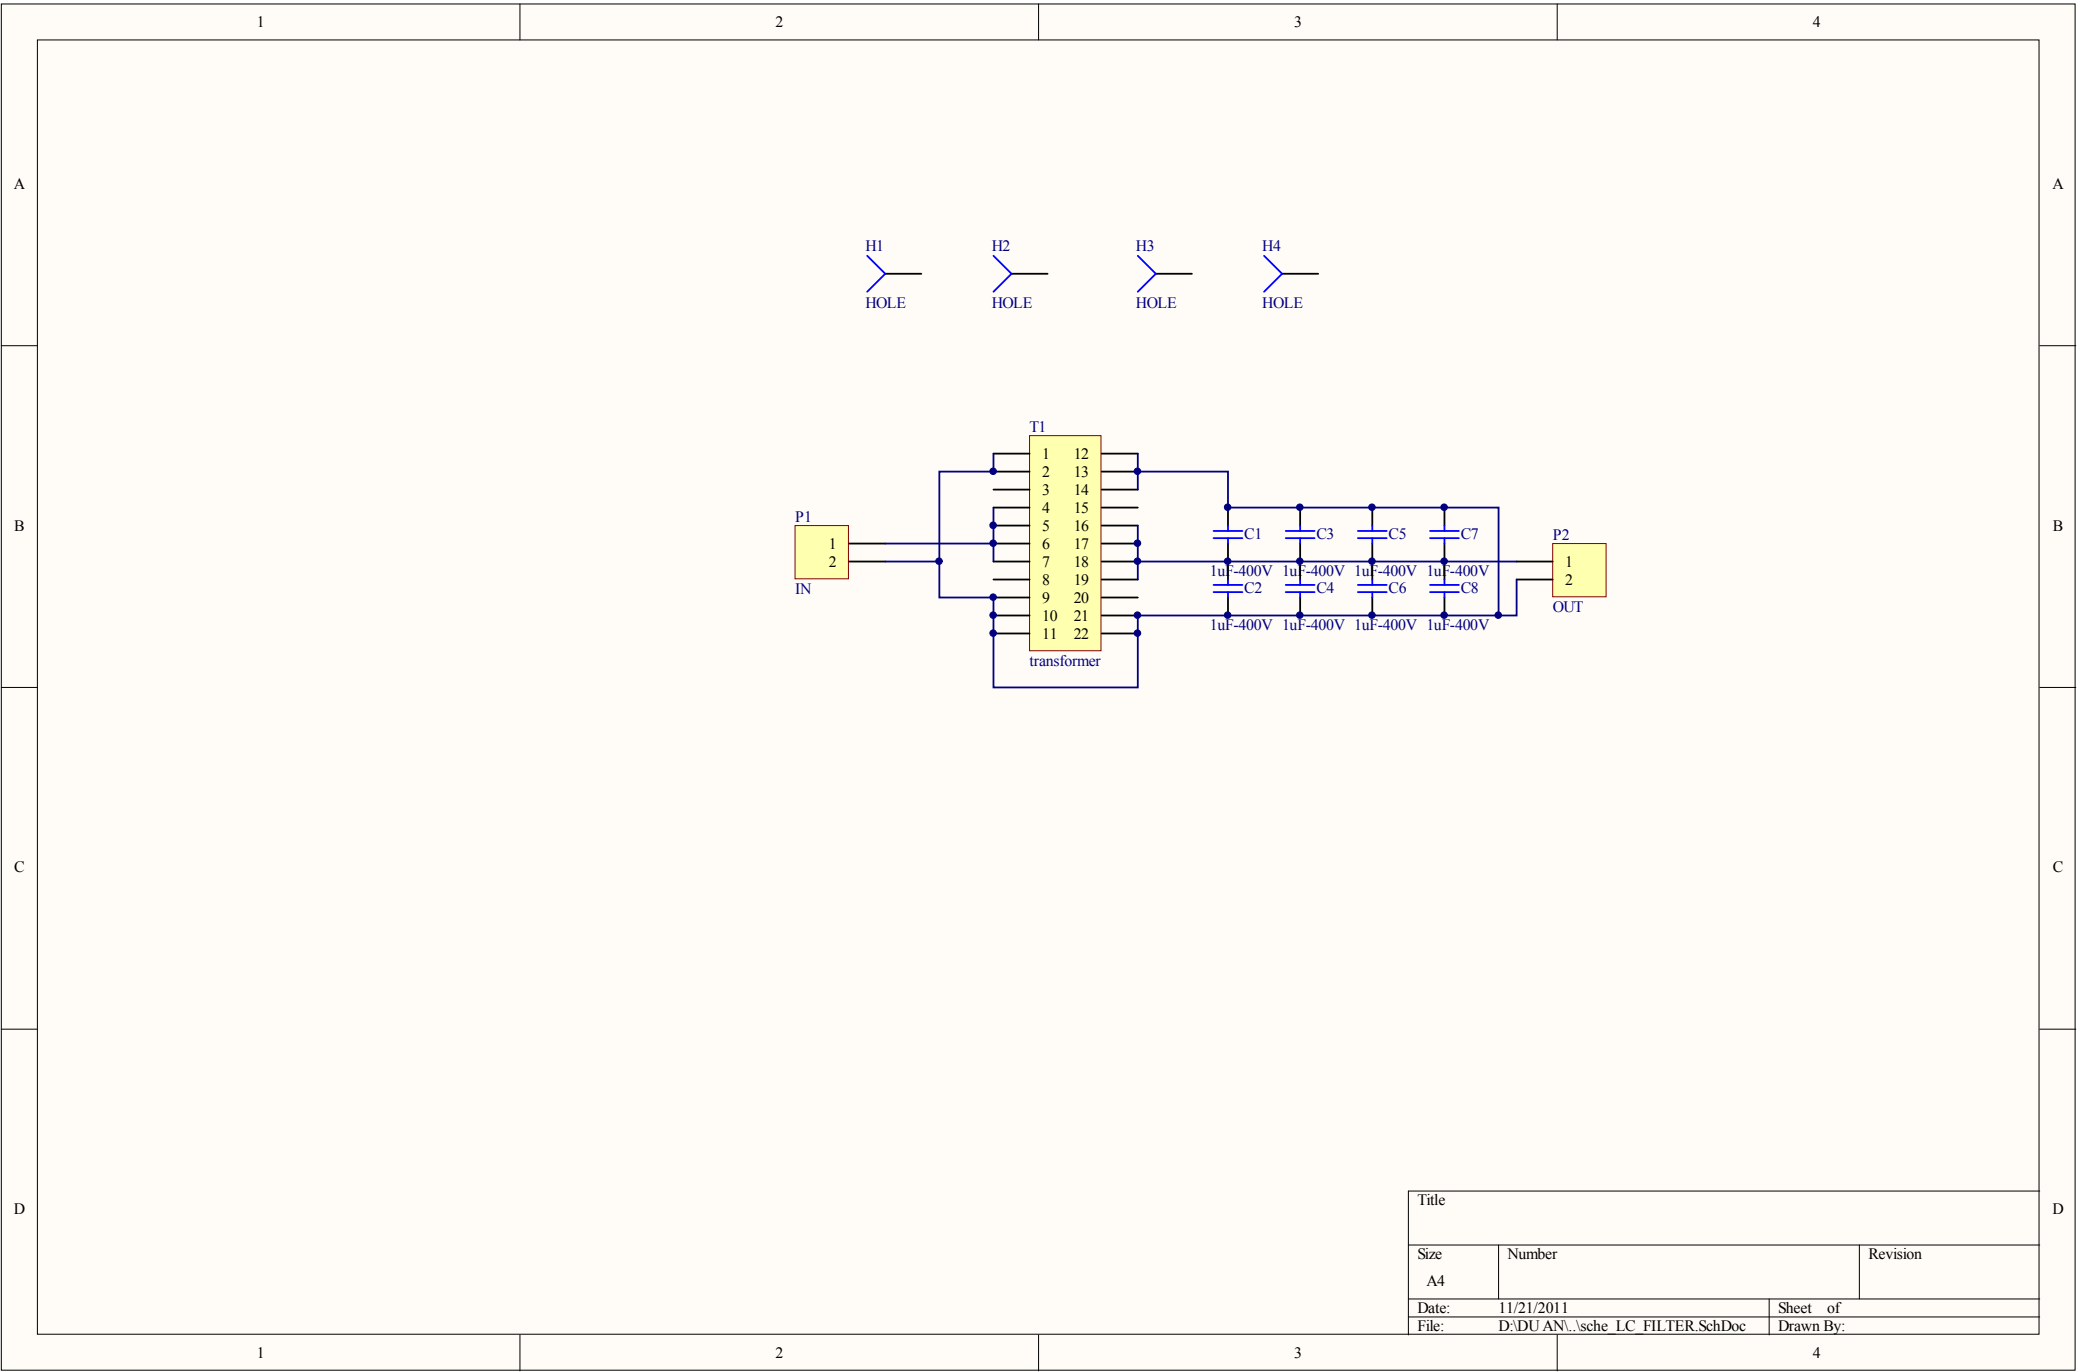 1 2 3 4
A A
H1 H2 H3 H4
HOLE HOLE HOLE HOLE
T1
1 12
2 13
3 14
4 15
5 16
6 17
7 18
8 19
9 20
10 21
11 22
transformer
P1
1
2
IN
B B
C1 C3 C5 C7
1uF-400V 1uF-400V 1uF-400V 1uF-400V
C2 C4 C6 C8
1uF-400V 1uF-400V 1uF-400V 1uF-400V
P2
1
2
OUT
C C
D D
Title
Size Number Revision
A4
Date: 11/21/2011 Sheet of
File: D:\DU AN\..\sche_LC_FILTER.SchDoc Drawn By:
1 2 3 4